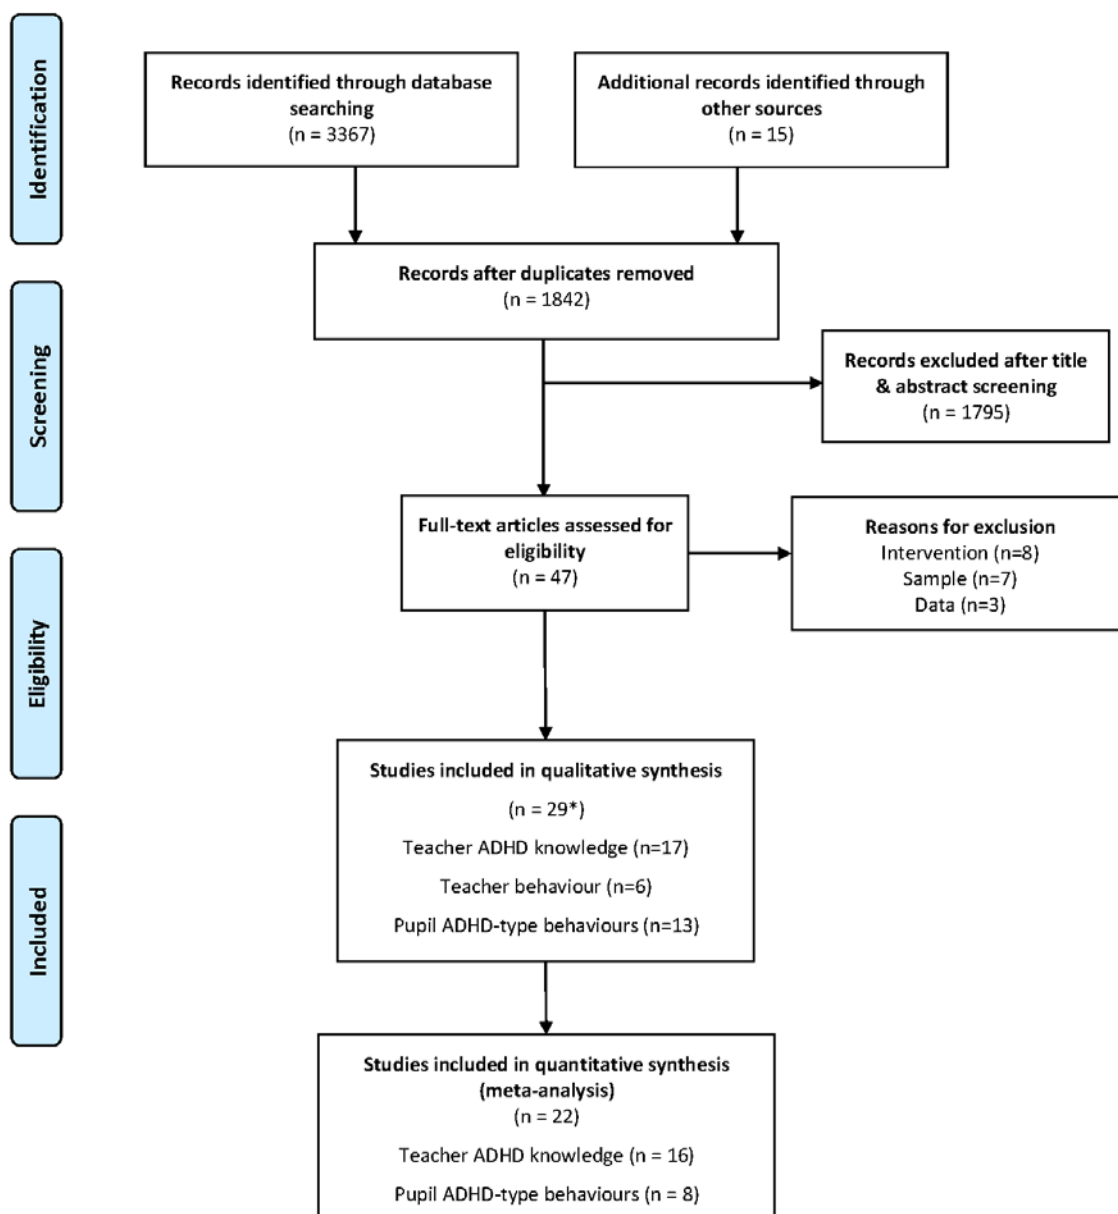 Identification
Records identified through database
searching
(n = 3367)
Additional records identified through
other sources
(n = 15)
Records after duplicates removed
(n = 1842)
Screening
Records excluded after title
& abstract screening
(n = 1795)
Full-text articles assessed for
eligibility
(n = 47)
Reasons for exclusion
Intervention (n=8)
Sample (n=7)
Data (n=3)
Eligibility
Studies included in qualitative synthesis
(n = 29*)
Teacher ADHD knowledge (n=17)
Teacher behaviour (n=6)
Pupil ADHD-type behaviours (n=13)
Included
Studies included in quantitative synthesis
(meta-analysis)
(n = 22)
Teacher ADHD knowledge (n = 16)
Pupil ADHD-type behaviours (n = 8)